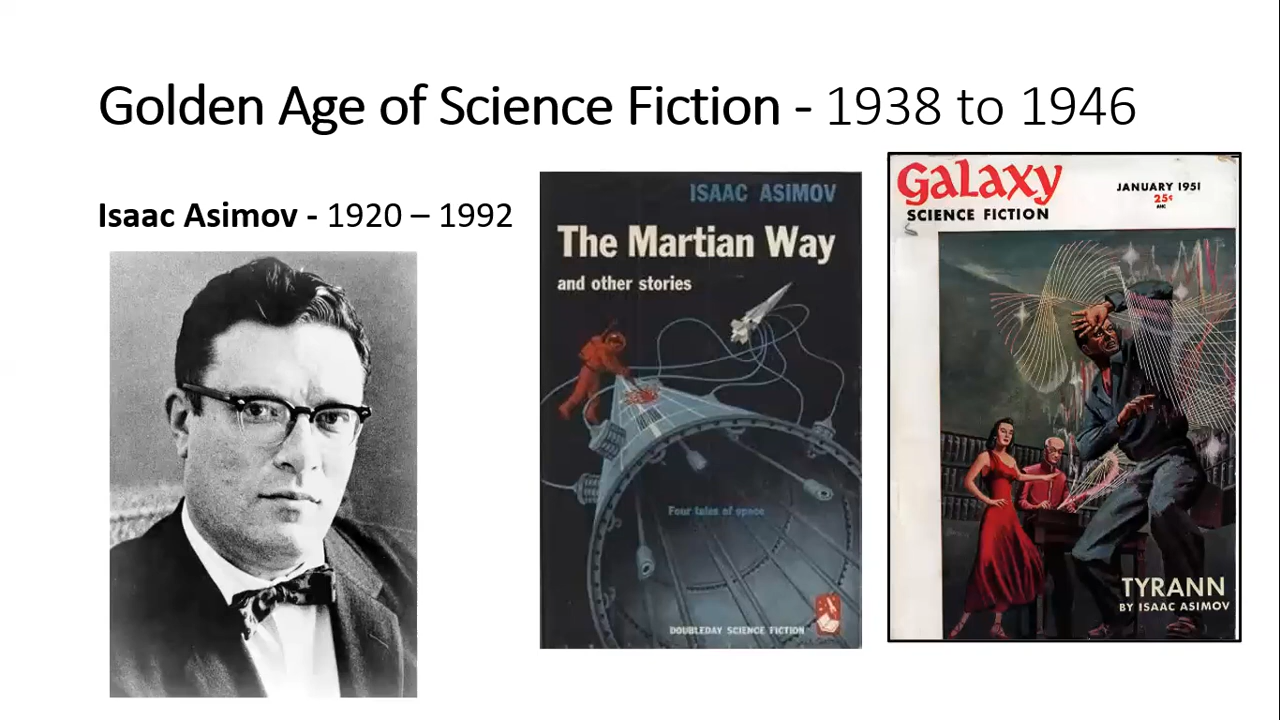 Golden Age of Science Fiction - 1938 to 1946
Isaac Asimov - 1920 – 1992
ISAAC ASIMOV
The Martian Way
and other stories
Four tales of space
DOUBLEDAY SCIENCE FICTION
GALAXY
SCIENCE FICTION
JANUARY 1951
25¢
TYRANN
BY ISAAC ASIMOV